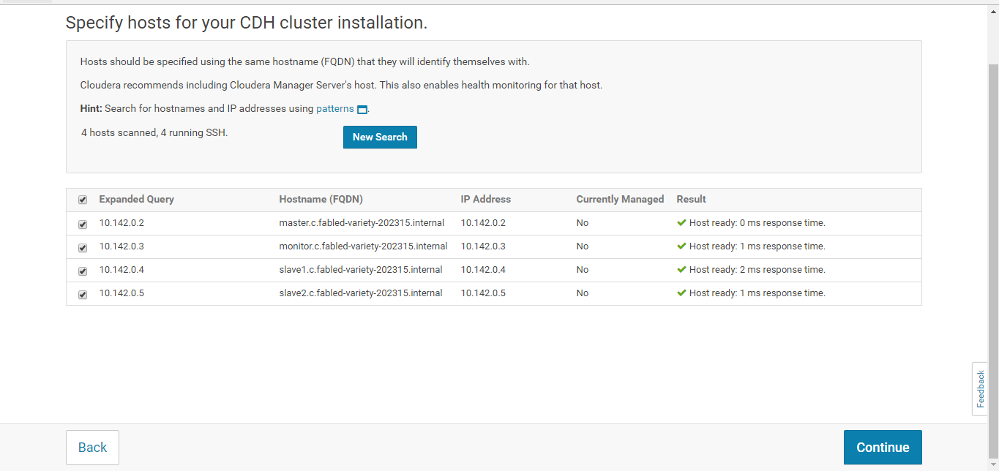 Specify hosts for your CDH cluster installation.
Hosts should be specified using the same hostname (FQDN) that they will identify themselves with.
Cloudera recommends including Cloudera Manager Server's host. This also enables health monitoring for that host.
Hint: Search for hostnames and IP addresses using patterns.
4 hosts scanned, 4 running SSH. New Search
Expanded Query Hostname (FQDN) IP Address Currently Managed Result
10.142.0.2 master.c.fabled-variety-202315.internal 10.142.0.2 No Host ready: 0 ms response time.
10.142.0.3 monitor.c.fabled-variety-202315.internal 10.142.0.3 No Host ready: 1 ms response time.
10.142.0.4 slave1.c.fabled-variety-202315.internal 10.142.0.4 No Host ready: 2 ms response time.
10.142.0.5 slave2.c.fabled-variety-202315.internal 10.142.0.5 No Host ready: 1 ms response time.
Feedback
Back Continue